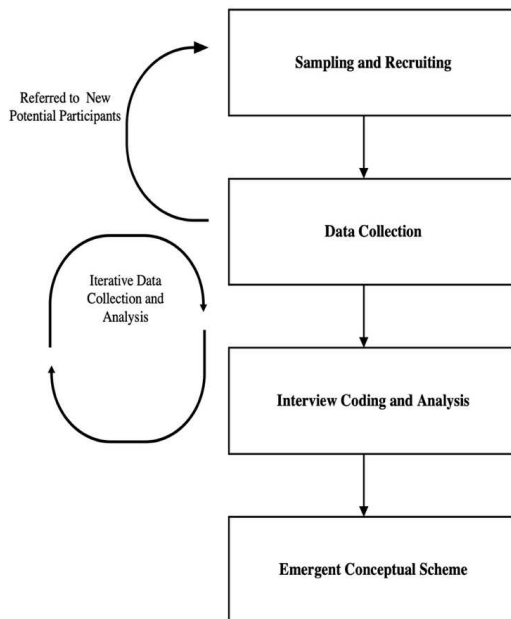 Sampling and Recruiting
Referred to New
Potential Participants
Data Collection
Iterative Data
Collection and
Analysis
Interview Coding and Analysis
Emergent Conceptual Scheme